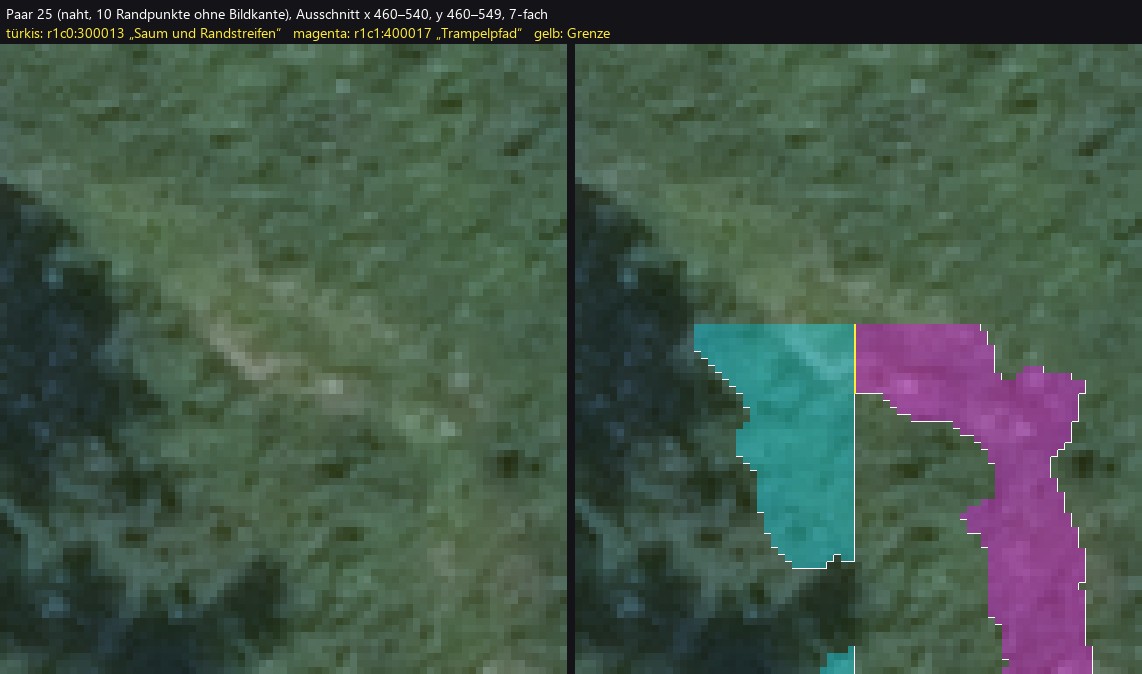 Paar 25 (naht, 10 Randpunkte ohne Bildkante), Ausschnitt x 460–540, y 460–549, 7-fach
türkis: r1c0:300013 „Saum und Randstreifen“ magenta: r1c1:400017 „Trampelpfad“ gelb: Grenze